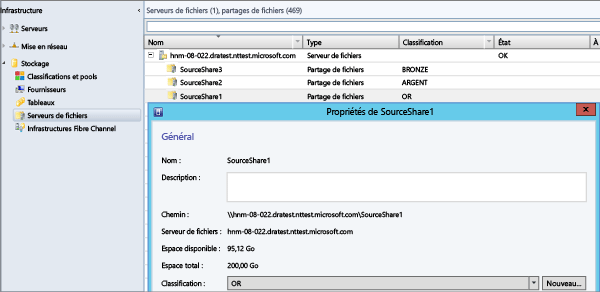 Infrastructure
Serveurs
Mise en réseau
Stockage
Classifications et pools
Fournisseurs
Tableaux
Serveurs de fichiers
Infrastructures Fibre Channel
Serveurs de fichiers (1), partages de fichiers (469)
Nom Type Classification État À
hnm-08-022.dratest.nttest.microsoft.com Serveur de fichiers OK
SourceShare3 Partage de fichiers BRONZE
SourceShare2 Partage de fichiers ARGENT
SourceShare1 Partage de fichiers OR
Propriétés de SourceShare1
Général
Nom : SourceShare1
Description :
Chemin : \\hnm-08-022.dratest.nttest.microsoft.com\SourceShare1
Serveur de fichiers : hnm-08-022.dratest.nttest.microsoft.com
Espace disponible : 95,12 Go
Espace total : 200,00 Go
Classification : OR Nouveau...